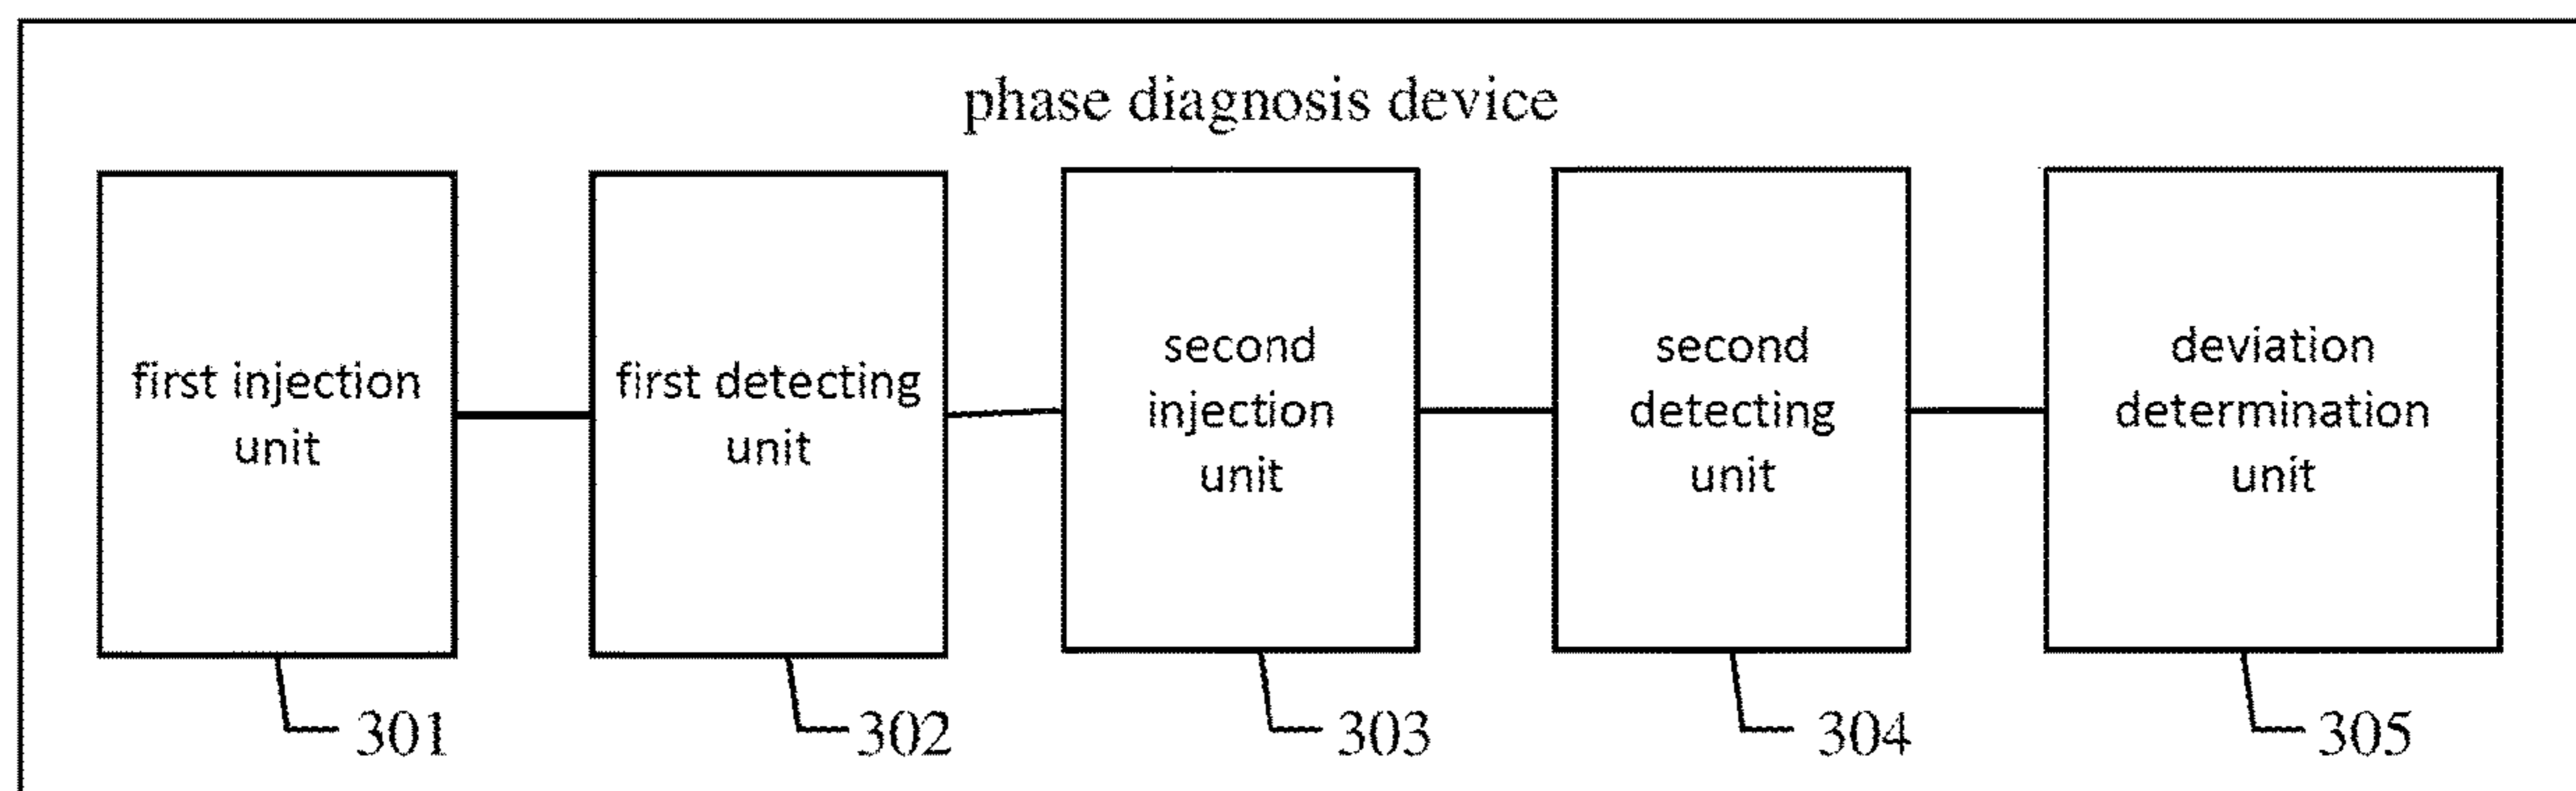 phase diagnosis device
first injection
unit
first detecting
unit
second
injection
unit
second
detecting
unit
deviation
determination
unit
301
302
303
304
305